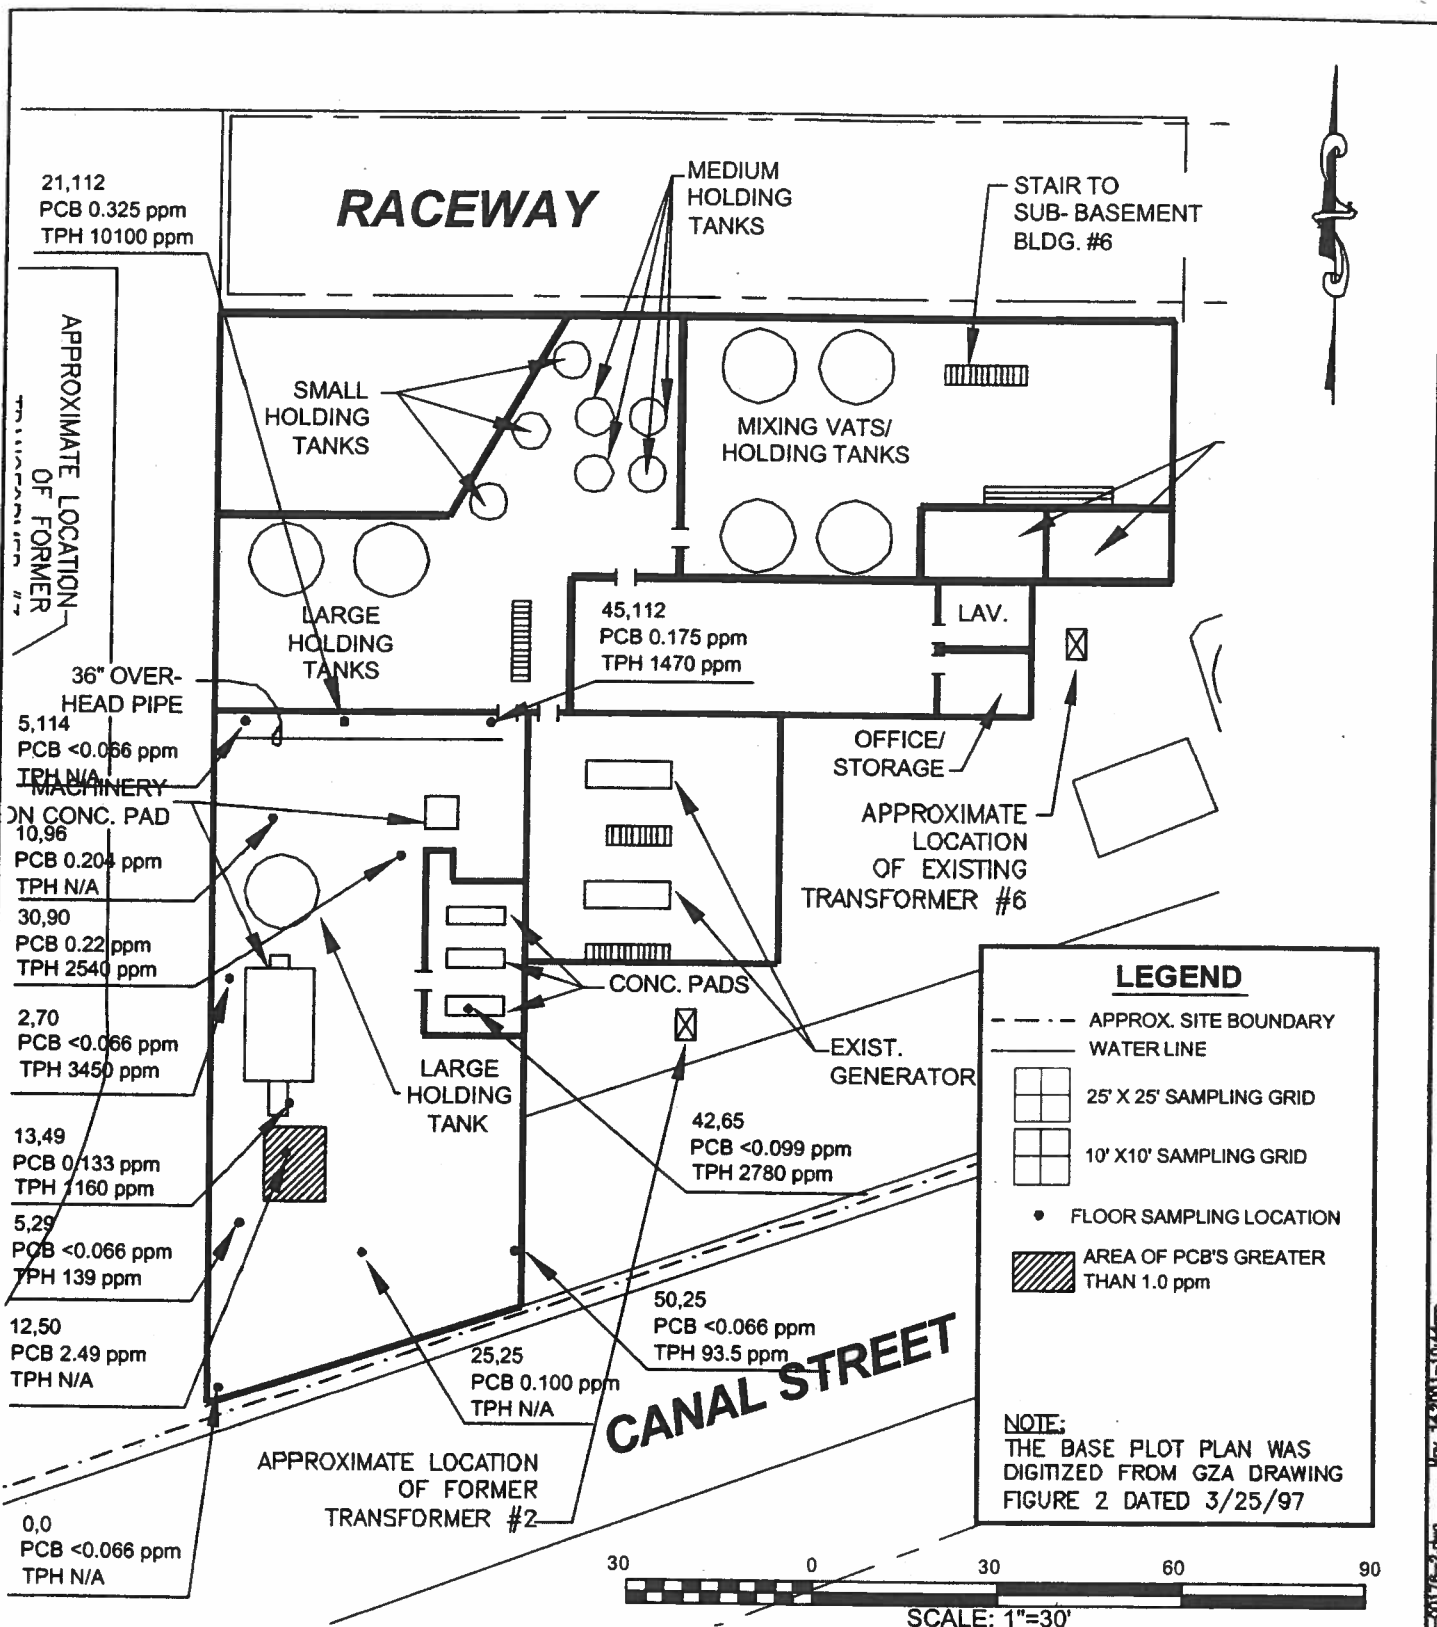 21,112
PCB 0.325 ppm
TPH 10100 ppm
RACEWAY
MEDIUM
HOLDING
TANKS
STAIR TO
SUB- BASEMENT
BLDG. #6
APPROXIMATE LOCATION
OF FORMER
SMALL
HOLDING
TANKS
MIXING VATS/
HOLDING TANKS
LARGE
HOLDING
TANKS
45,112
PCB 0.175 ppm
TPH 1470 ppm
LAV.
36" OVER-
HEAD PIPE
5,114
PCB <0.066 ppm
TPH N/A
MACHINERY
ON CONC. PAD
10,96
PCB 0.204 ppm
TPH N/A
30,90
PCB 0.22 ppm
TPH 2540 ppm
2,70
PCB <0.066 ppm
TPH 3450 ppm
13,49
PCB 0.133 ppm
TPH 1160 ppm
5,29
PCB <0.066 ppm
TPH 139 ppm
12,50
PCB 2.49 ppm
TPH N/A
0,0
PCB <0.066 ppm
TPH N/A
OFFICE/
STORAGE
APPROXIMATE
LOCATION
OF EXISTING
TRANSFORMER #6
CONC. PADS
EXIST.
GENERATOR
LARGE
HOLDING
TANK
42,65
PCB <0.099 ppm
TPH 2780 ppm
50,25
PCB <0.066 ppm
TPH 93.5 ppm
25,25
PCB 0.100 ppm
TPH N/A
CANAL STREET
APPROXIMATE LOCATION
OF FORMER
TRANSFORMER #2
LEGEND
APPROX. SITE BOUNDARY
WATER LINE
25' X 25' SAMPLING GRID
10' X10' SAMPLING GRID
FLOOR SAMPLING LOCATION
AREA OF PCB'S GREATER
THAN 1.0 ppm
NOTE:
THE BASE PLOT PLAN WAS
DIGITIZED FROM GZA DRAWING
FIGURE 2 DATED 3/25/97
30 0 30 60 90
SCALE: 1"=30'